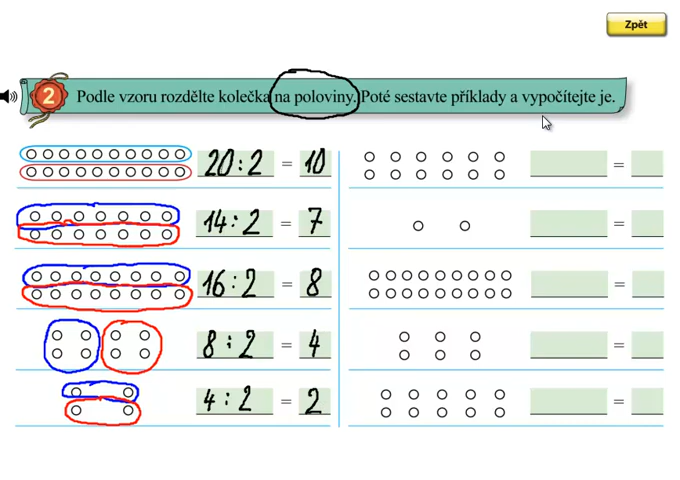 Zpět
2 Podle vzoru rozdělte kolečka na poloviny. Poté sestavte příklady a vypočítejte je.
20:2 = 10 =
14:2 = 7 =
16:2 = 8 =
8:2 = 4 =
4:2 = 2 =